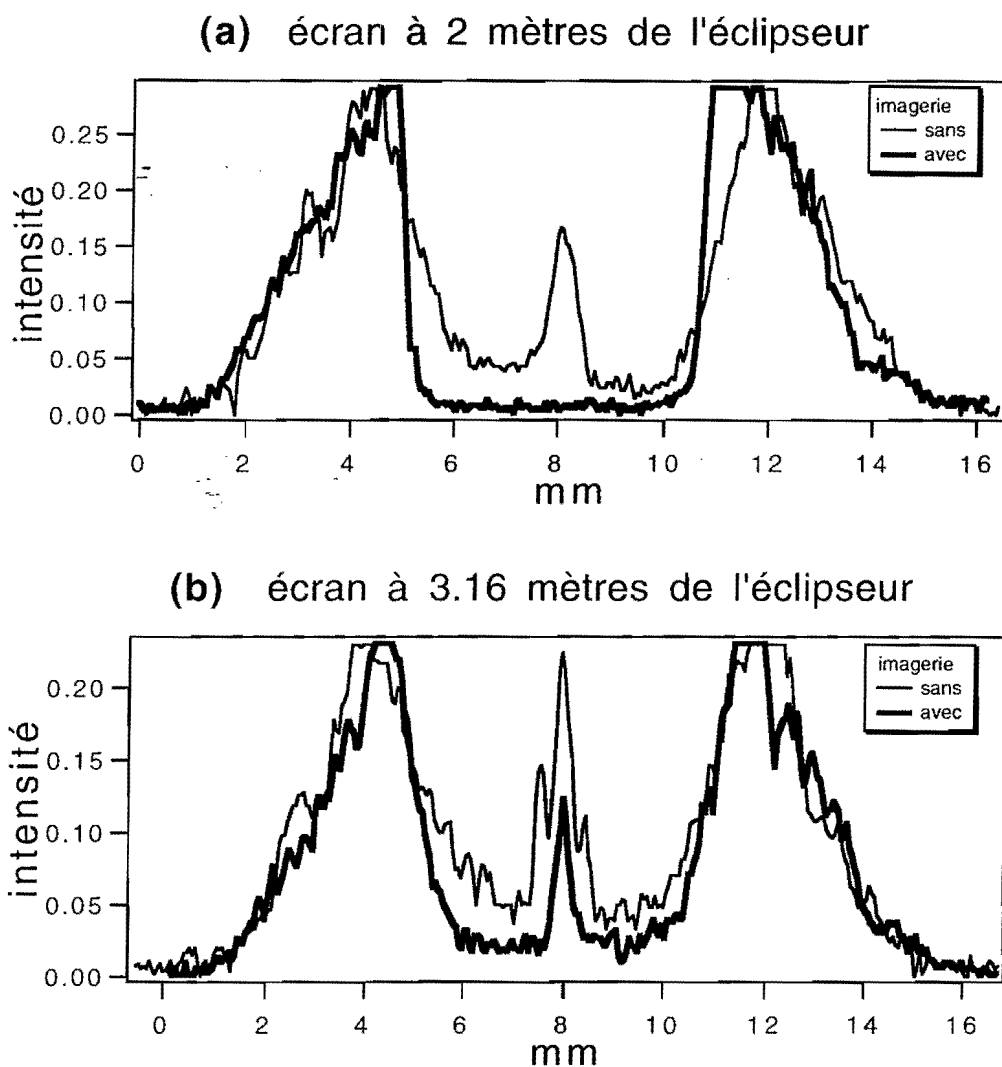 (a) écran à 2 mètres de l'éclipseur
intensité
0.25
0.20
0.15
0.10
0.05
0.00
imagerie
sans
avec
0 2 4 6 8 10 12 14 16
mm
(b) écran à 3.16 mètres de l'éclipseur
intensité
0.20
0.15
0.10
0.05
0.00
imagerie
sans
avec
0 2 4 6 8 10 12 14 16
mm